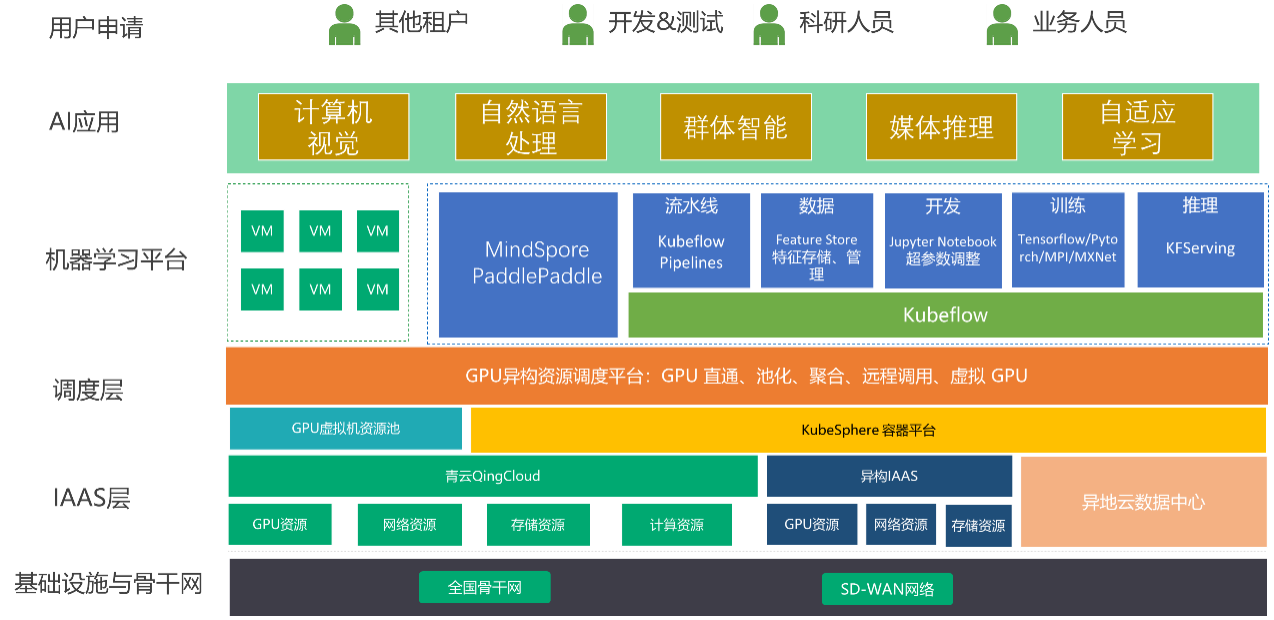 用户申请
其他租户
开发&测试
科研人员
业务人员
AI应用
计算机
视觉
自然语言
处理
群体智能
媒体推理
自适应
学习
机器学习平台
VM
VM
VM
VM
VM
VM
MindSpore
PaddlePaddle
流水线
Kubeflow
Pipelines
数据
Feature Store
特征存储、管
理
开发
Jupyter Notebook
超参数调整
训练
Tensorflow/Pyto
rch/MPI/MXNet
推理
KFServing
Kubeflow
调度层
GPU异构资源调度平台：GPU 直通、池化、聚合、远程调用、虚拟 GPU
GPU虚拟机资源池
KubeSphere 容器平台
IAAS层
青云QingCloud
异构IAAS
异地云数据中心
GPU资源
网络资源
存储资源
计算资源
GPU资源
网络资源
存储资源
基础设施与骨干网
全国骨干网
SD-WAN网络